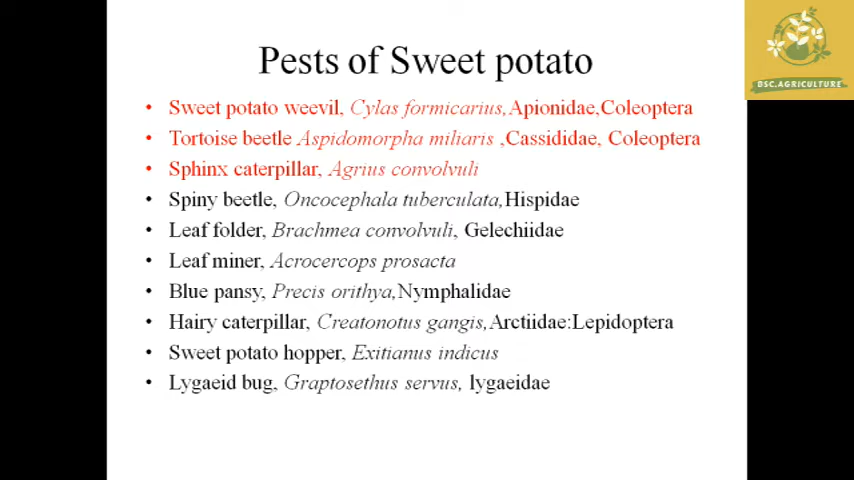 Pests of Sweet potato
BSC.AGRICULTURE
• Sweet potato weevil, Cylas formicarius,Apionidae,Coleoptera
• Tortoise beetle Aspidomorpha miliaris ,Cassididae, Coleoptera
• Sphinx caterpillar, Agrius convolvuli
• Spiny beetle, Oncocephala tuberculata,Hispidae
• Leaf folder, Brachmea convolvuli, Gelechiidae
• Leaf miner, Acrocercops prosacta
• Blue pansy, Precis orithya,Nymphalidae
• Hairy caterpillar, Creatonotus gangis,Arctiidae:Lepidoptera
• Sweet potato hopper, Exitianus indicus
• Lygaeid bug, Graptosethus servus, lygaeidae